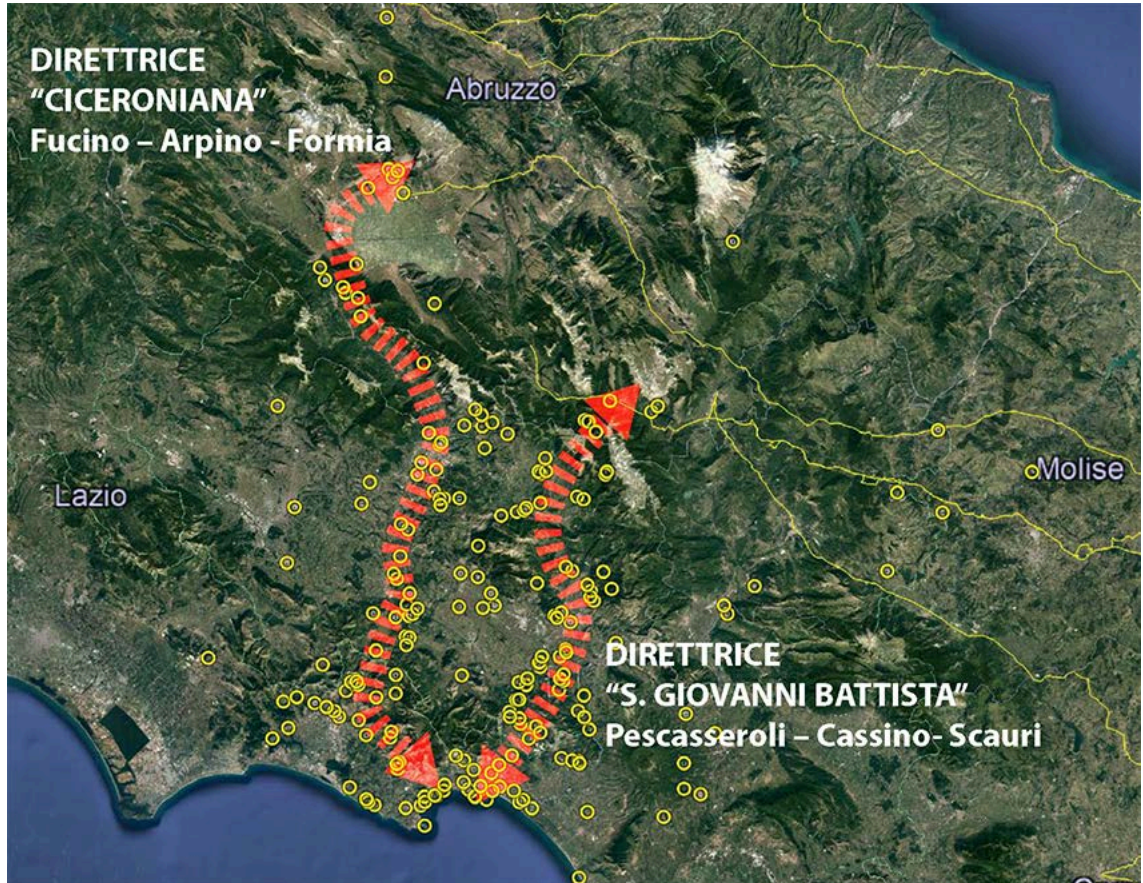 DIRETTRICE
“CICERONIANA”
Fucino – Arpino - Formia
Abruzzo
Lazio
Molise
DIRETTRICE
“S. GIOVANNI BATTISTA”
Pescasseroli – Cassino- Scauri